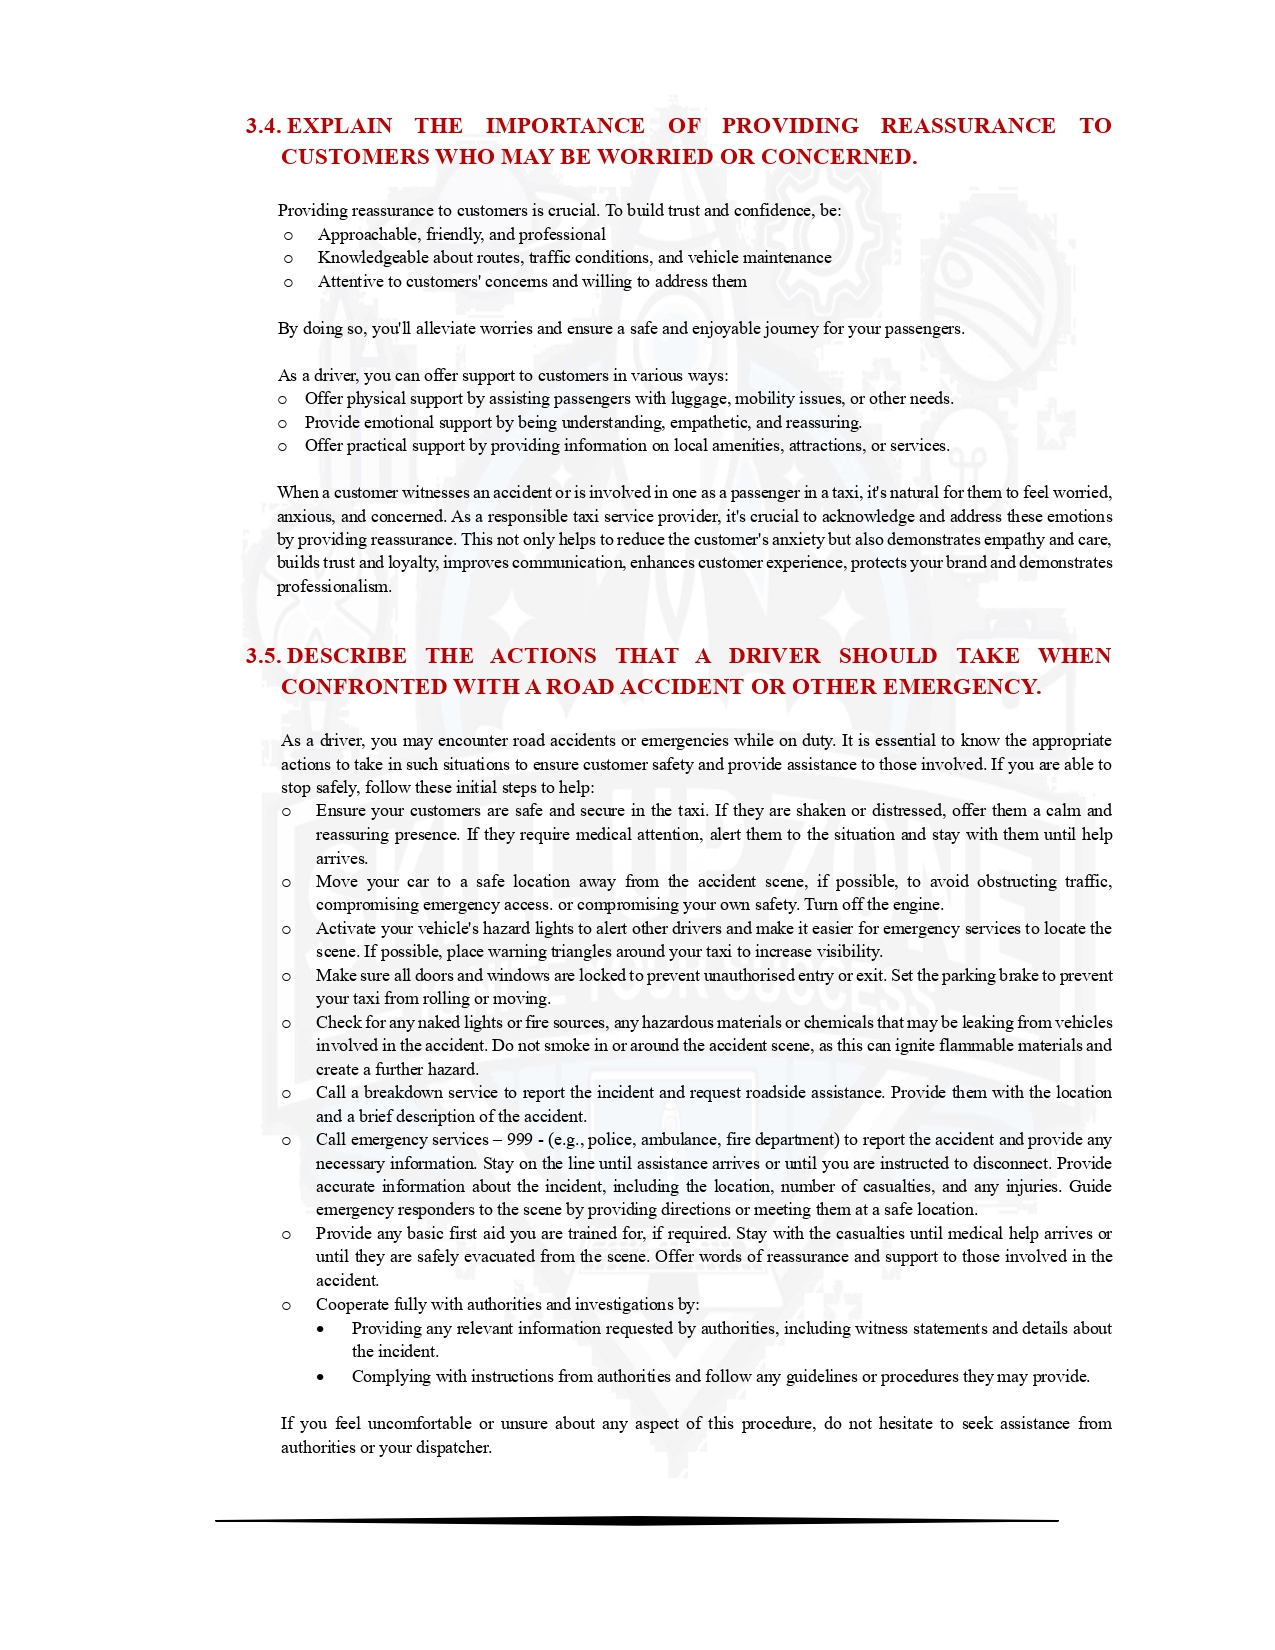 3.4. EXPLAIN THE IMPORTANCE OF PROVIDING REASSURANCE TO
CUSTOMERS WHO MAY BE WORRIED OR CONCERNED.
Providing reassurance to customers is crucial. To build trust and confidence, be:
o Approachable, friendly, and professional
o Knowledgeable about routes, traffic conditions, and vehicle maintenance
o Attentive to customers' concerns and willing to address them
By doing so, you'll alleviate worries and ensure a safe and enjoyable journey for your passengers.
As a driver, you can offer support to customers in various ways:
o Offer physical support by assisting passengers with luggage, mobility issues, or other needs.
o Provide emotional support by being understanding, empathetic, and reassuring.
o Offer practical support by providing information on local amenities, attractions, or services.
When a customer witnesses an accident or is involved in one as a passenger in a taxi, it's natural for them to feel worried,
anxious, and concerned. As a responsible taxi service provider, it's crucial to acknowledge and address these emotions
by providing reassurance. This not only helps to reduce the customer's anxiety but also demonstrates empathy and care,
builds trust and loyalty, improves communication, enhances customer experience, protects your brand and demonstrates
professionalism.
3.5. DESCRIBE THE ACTIONS THAT A DRIVER SHOULD TAKE WHEN
CONFRONTED WITH A ROAD ACCIDENT OR OTHER EMERGENCY.
As a driver, you may encounter road accidents or emergencies while on duty. It is essential to know the appropriate
actions to take in such situations to ensure customer safety and provide assistance to those involved. If you are able to
stop safely, follow these initial steps to help:
o Ensure your customers are safe and secure in the taxi. If they are shaken or distressed, offer them a calm and
reassuring presence. If they require medical attention, alert them to the situation and stay with them until help
arrives.
o Move your car to a safe location away from the accident scene, if possible, to avoid obstructing traffic,
compromising emergency access. or compromising your own safety. Turn off the engine.
o Activate your vehicle's hazard lights to alert other drivers and make it easier for emergency services to locate the
scene. If possible, place warning triangles around your taxi to increase visibility.
o Make sure all doors and windows are locked to prevent unauthorised entry or exit. Set the parking brake to prevent
your taxi from rolling or moving.
o Check for any naked lights or fire sources, any hazardous materials or chemicals that may be leaking from vehicles
involved in the accident. Do not smoke in or around the accident scene, as this can ignite flammable materials and
create a further hazard.
o Call a breakdown service to report the incident and request roadside assistance. Provide them with the location
and a brief description of the accident.
o Call emergency services – 999 - (e.g., police, ambulance, fire department) to report the accident and provide any
necessary information. Stay on the line until assistance arrives or until you are instructed to disconnect. Provide
accurate information about the incident, including the location, number of casualties, and any injuries. Guide
emergency responders to the scene by providing directions or meeting them at a safe location.
o Provide any basic first aid you are trained for, if required. Stay with the casualties until medical help arrives or
until they are safely evacuated from the scene. Offer words of reassurance and support to those involved in the
accident.
o Cooperate fully with authorities and investigations by:
• Providing any relevant information requested by authorities, including witness statements and details about
the incident.
• Complying with instructions from authorities and follow any guidelines or procedures they may provide.
If you feel uncomfortable or unsure about any aspect of this procedure, do not hesitate to seek assistance from
authorities or your dispatcher.
SKILL UP ZONE
IGNITE YOUR SUCCESS